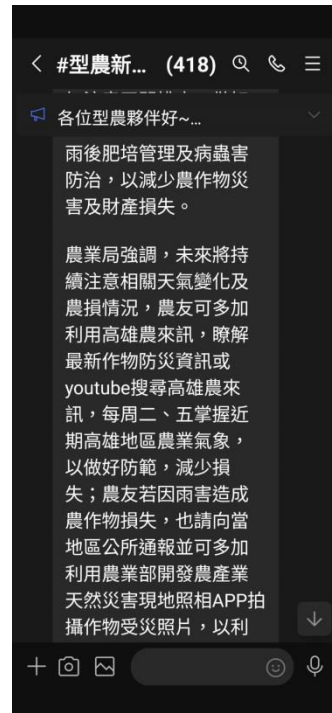 #型農新... (418)
各位型農夥伴好~...
雨後肥培管理及病蟲害
防治，以減少農作物災
害及財產損失。
農業局強調，未來將持
續注意相關天氣變化及
農損情況，農友可多加
利用高雄農來訊，瞭解
最新作物防災資訊或
youtube搜尋高雄農來
訊，每周二、五掌握近
期高雄地區農業氣象，
以做好防範，減少損
失；農友若因雨害造成
農作物損失，也請向當
地區公所通報並可多加
利用農業部開發農產業
天然災害現地照相APP拍
攝作物受災照片，以利